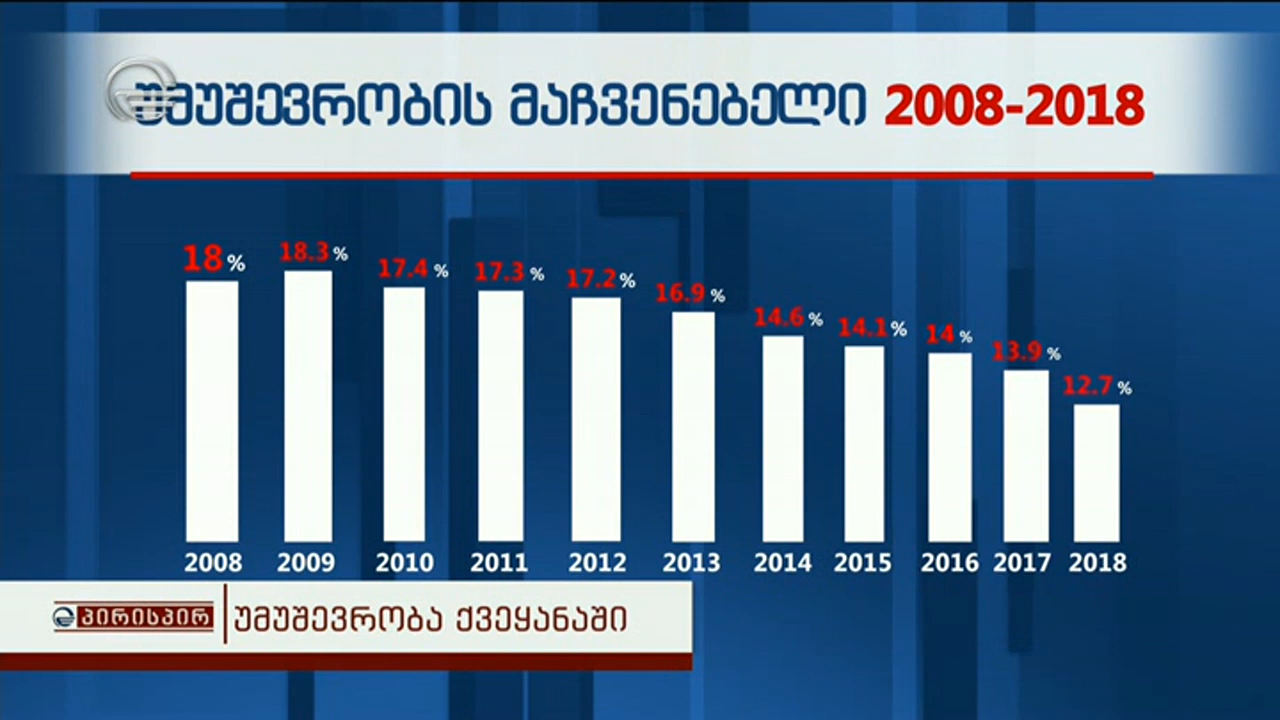 უმუშევრობის მაჩვენებელი 2008-2018
18 % 18.3 % 17.4 % 17.3 % 17.2 % 16.9 % 14.6 % 14.1 % 14 % 13.9 % 12.7 %
2008 2009 2010 2011 2012 2013 2014 2015 2016 2017 2018
პირისპირ უმუშევრობა ქვეყანაში